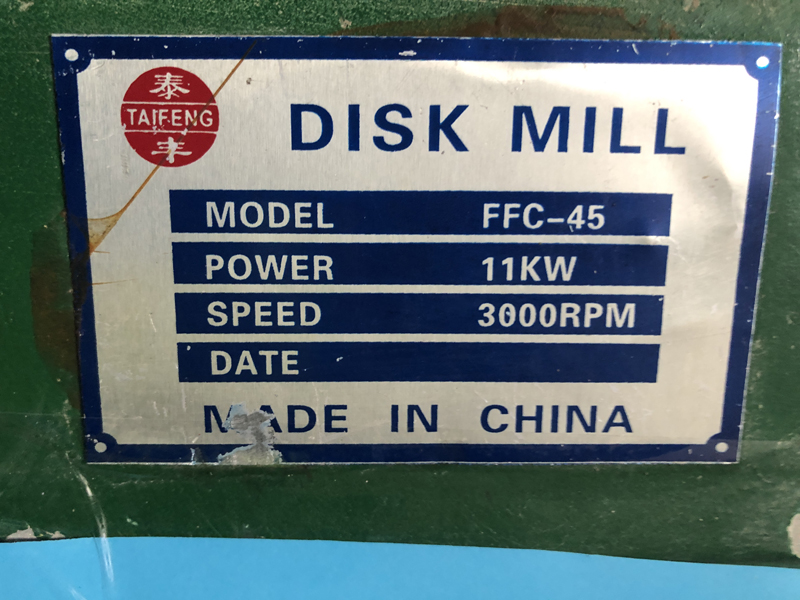 泰
TAIFENG
丰
DISK MILL
MODEL FFC-45
POWER 11KW
SPEED 3000RPM
DATE
MADE IN CHINA